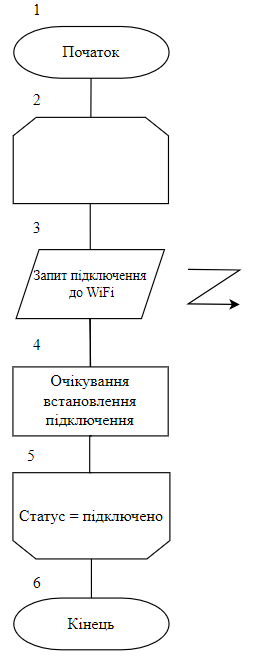 1
Початок
2
3
Запит підключення
до WiFi
4
Очікування
встановлення
підключення
5
Статус = підключено
6
Кінець